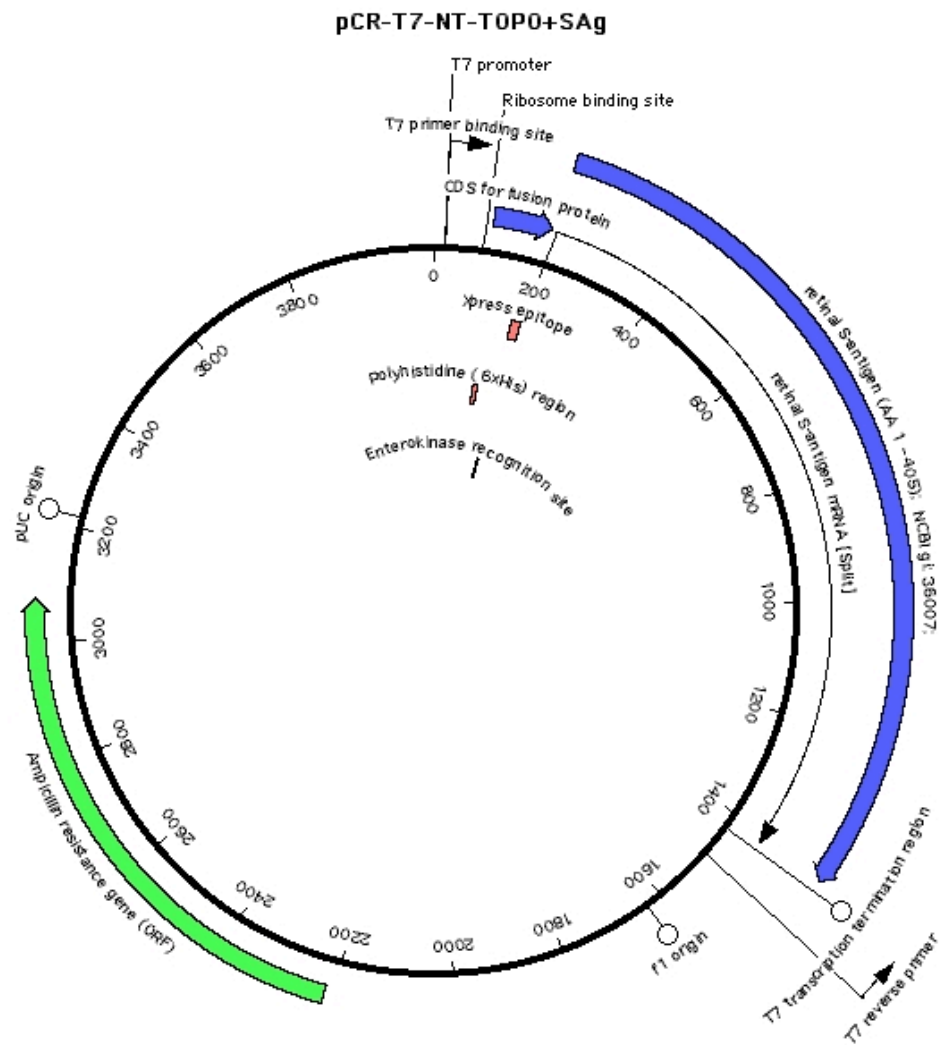 pCR-T7-NT-TOPO+SAg
T7 promoter
Ribosome binding site
T7 primer binding site
CDS for fusion protein
Xpress epitope
polyhistidine (6xHis) region
Enterokinase recognition site
retinal S-antigen (AA 1-405); NCBI gi: 36007;
retinal S-antigen mRNA [Split]
0
200
400
600
800
1000
1200
1400
1600
1800
2000
2200
2400
2600
2800
3000
3200
3400
3600
3800
T7 transcription termination region
T7 reverse primer
f1 origin
Ampicillin resistance gene (ORF)
pUC origin